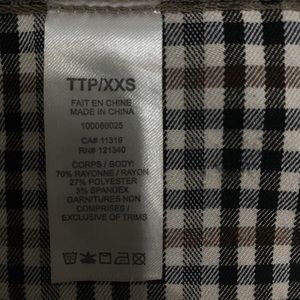 TTP/XXS
FAIT EN CHINE
MADE IN CHINA
100060025
CA# 11319
RN# 121340
CORPS / BODY:
70% RAYONNE / RAYON
27% POLYESTER
3% SPANDEX
GARNITURES NON
COMPRISES /
EXCLUSIVE OF TRIMS